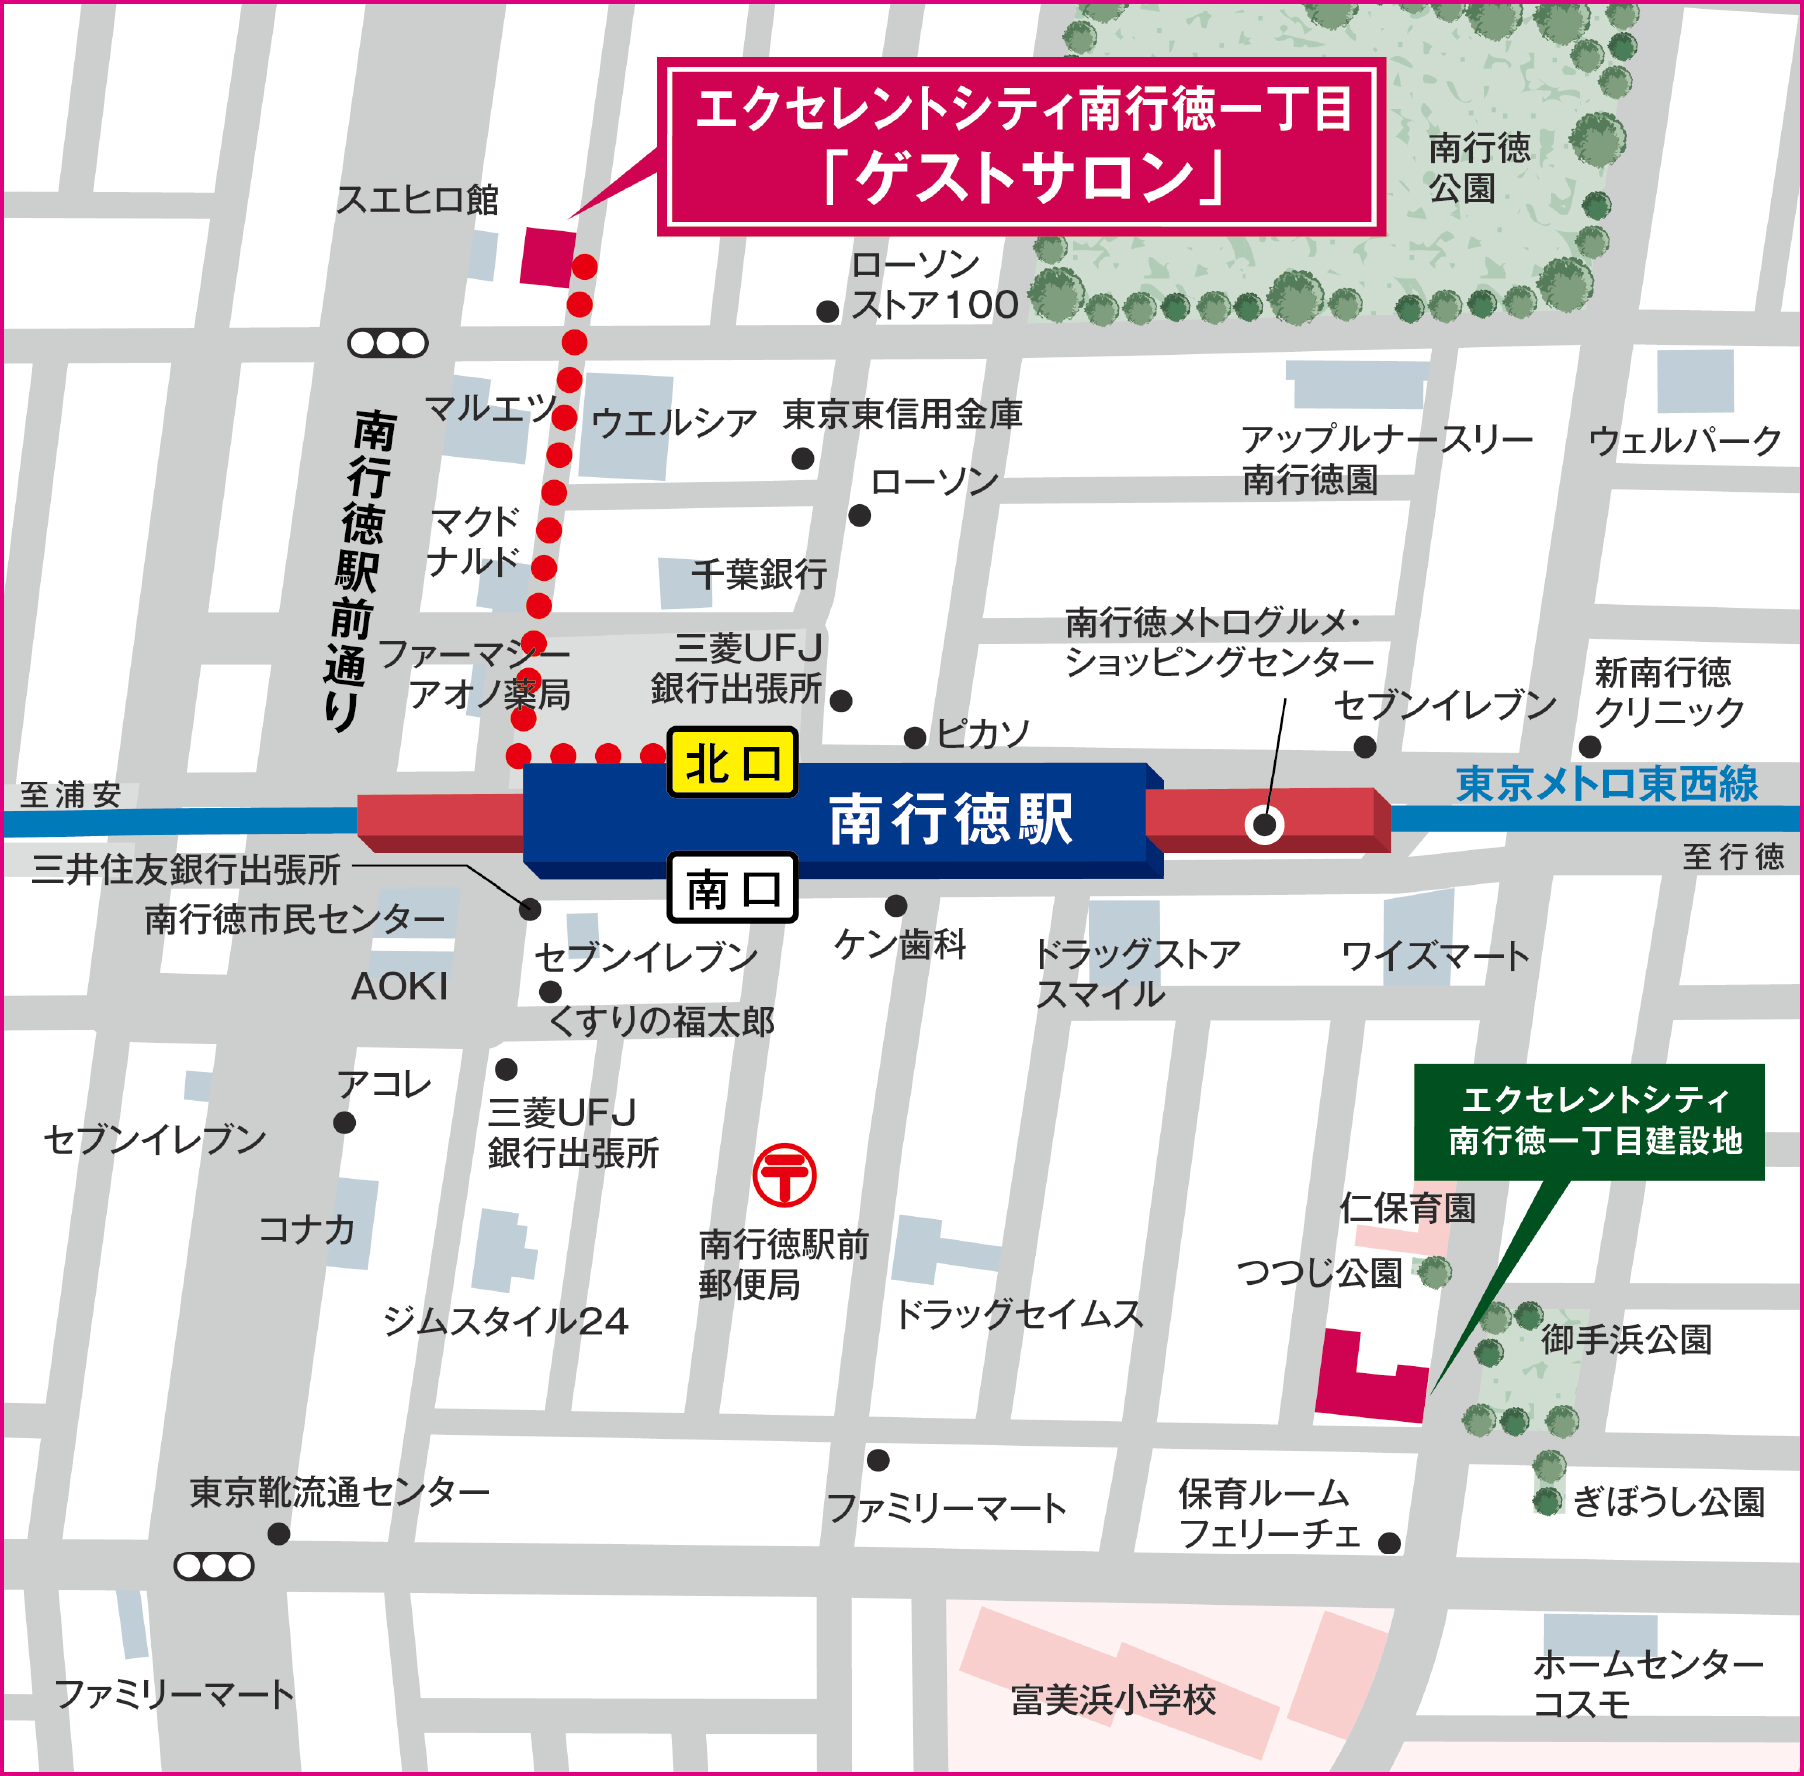 エクセレントシティ南行徳一丁目
「ゲストサロン」
南行徳
公園
スエヒロ館
ローソン
ストア100
マルエツ
ウエルシア
東京東信用金庫
アップルナースリー
南行徳園
ウェルパーク
南行徳駅前通り
ローソン
マクド
ナルド
千葉銀行
ファーマシー
アオノ薬局
三菱UFJ
銀行出張所
南行徳メトログルメ・
ショッピングセンター
セブンイレブン
新南行徳
クリニック
ピカソ
北口
南行徳駅
南口
東京メトロ東西線
至浦安
至行徳
三井住友銀行出張所
南行徳市民センター
AOKI
セブンイレブン
くすりの福太郎
ケン歯科
ドラッグストア
スマイル
ワイズマート
アコレ
セブンイレブン
三菱UFJ
銀行出張所
エクセレントシティ
南行徳一丁目建設地
コナカ
南行徳駅前
郵便局
仁保育園
つつじ公園
ジムスタイル24
ドラッグセイムス
御手浜公園
東京靴流通センター
ファミリーマート
保育ルーム
フェリーチェ
ぎぼうし公園
ファミリーマート
富美浜小学校
ホームセンター
コスモ